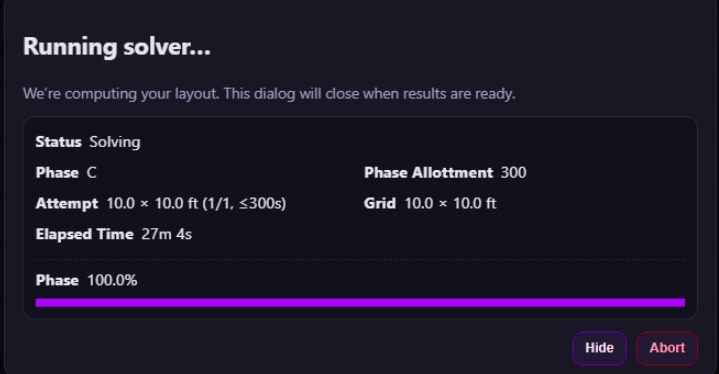 Running solver...
We're computing your layout. This dialog will close when results are ready.
Status Solving
Phase C
Phase Allottment 300
Attempt 10.0 × 10.0 ft (1/1, ≤300s)
Grid 10.0 × 10.0 ft
Elapsed Time 27m 4s
Phase 100.0%
Hide
Abort